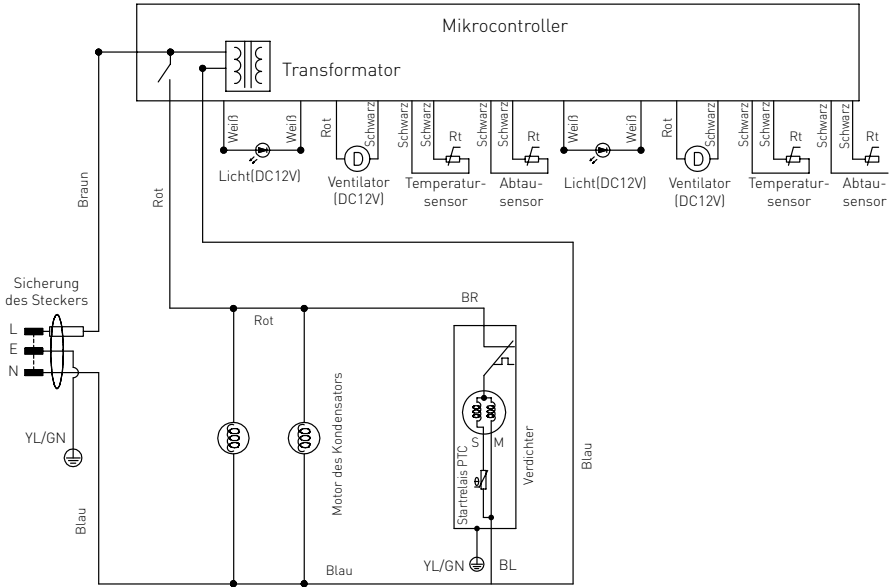 Mikrocontroller
Transformator
Weiß
Weiß
Rot
Schwarz
Schwarz
Schwarz
Rt
Schwarz
Schwarz
Rt
Weiß
Weiß
Rot
Schwarz
Schwarz
Schwarz
Rt
Schwarz
Schwarz
Rt
D
D
Licht(DC12V)
Ventilator
(DC12V)
Temperatur-
sensor
Abtau-
sensor
Licht(DC12V)
Ventilator
(DC12V)
Temperatur-
sensor
Abtau-
sensor
Braun
Rot
Sicherung
des Steckers
L
E
N
YL/GN
Blau
Rot
BR
Motor des Kondensators
S
M
Startrelais PTC
θ
Verdichter
Blau
YL/GN
BL
Blau